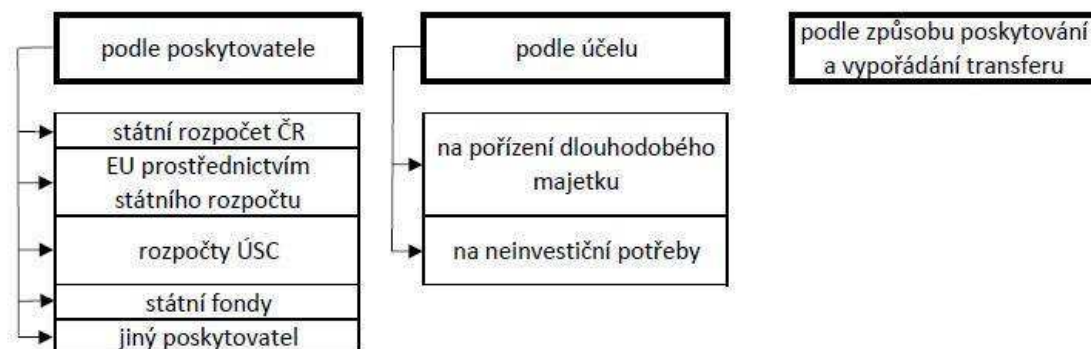 podle poskytovatele
státní rozpočet ČR
EU prostřednictvím
státního rozpočtu
rozpočty ÚSC
státní fondy
jiný poskytovatel
podle účelu
na pořízení dlouhodobého
majetku
na neinvestiční potřeby
podle způsobu poskytování
a vypořádání transferu